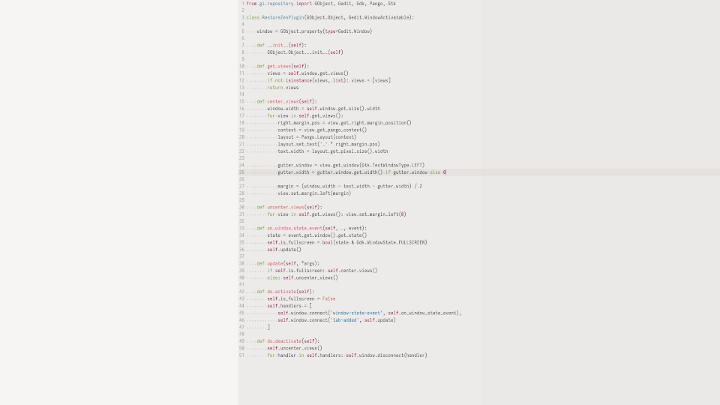 1 from gi.repository import GObject, Gedit, Gdk, Pango, Gtk
2
3 class RestoreZenPlugin(GObject.Object, Gedit.WindowActivatable):
4
5 window = GObject.property(type=Gedit.Window)
6
7 def __init__(self):
8 GObject.Object.__init__(self)
9
10 def get_views(self):
11 views = self.window.get_views()
12 if not isinstance(views, list): views = [views]
13 return views
14
15 def center_views(self):
16 window_width = self.window.get_size().width
17 for view in self.get_views():
18 right_margin_pos = view.get_right_margin_position()
19 context = view.get_pango_context()
20 layout = Pango.Layout(context)
21 layout.set_text('.' * right_margin_pos)
22 text_width = layout.get_pixel_size().width
23
24 gutter_window = view.get_window(Gtk.TextWindowType.LEFT)
25 gutter_width = gutter_window.get_width() if gutter_window else 0
26
27 margin = (window_width - text_width - gutter_width) / 2
28 view.set_margin_left(margin)
29
30 def uncenter_views(self):
31 for view in self.get_views(): view.set_margin_left(0)
32
33 def on_window_state_event(self, _, event):
34 state = event.get_window().get_state()
35 self.is_fullscreen = bool(state & Gdk.WindowState.FULLSCREEN)
36 self.update()
37
38 def update(self, *args):
39 if self.is_fullscreen: self.center_views()
40 else: self.uncenter_views()
41
42 def do_activate(self):
43 self.is_fullscreen = False
44 self.handlers = [
45 self.window.connect('window-state-event', self.on_window_state_event),
46 self.window.connect('tab-added', self.update)
47 ]
48
49 def do_deactivate(self):
50 self.uncenter_views()
51 for handler in self.handlers: self.window.disconnect(handler)